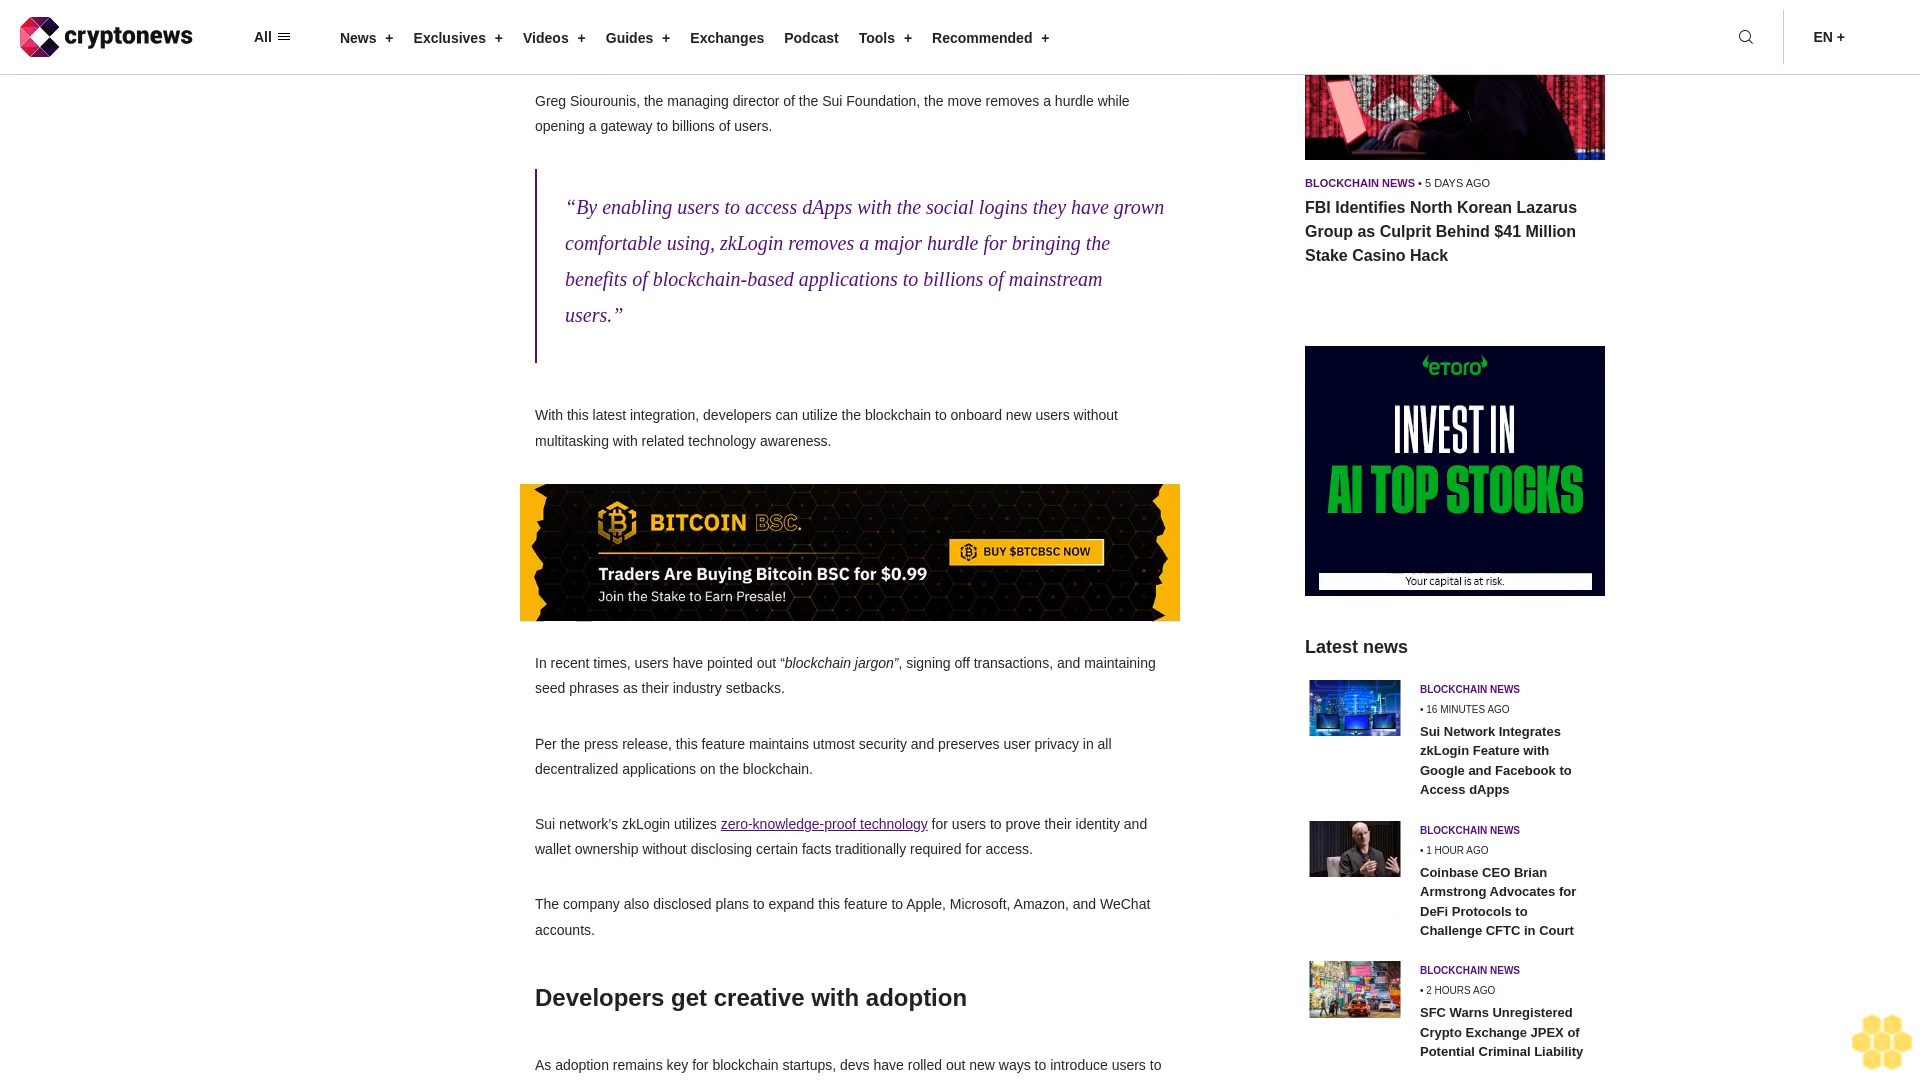 cryptonews
All
News +
Exclusives +
Videos +
Guides +
Exchanges
Podcast
Tools +
Recommended +
EN +
Greg Siourounis, the managing director of the Sui Foundation, the move removes a hurdle while
opening a gateway to billions of users.
“By enabling users to access dApps with the social logins they have grown
comfortable using, zkLogin removes a major hurdle for bringing the
benefits of blockchain-based applications to billions of mainstream
users.”
With this latest integration, developers can utilize the blockchain to onboard new users without
multitasking with related technology awareness.
BITCOIN BSC.
Traders Are Buying Bitcoin BSC for $0.99
Join the Stake to Earn Presale!
BUY $BTCBSC NOW
In recent times, users have pointed out “blockchain jargon”, signing off transactions, and maintaining
seed phrases as their industry setbacks.
Per the press release, this feature maintains utmost security and preserves user privacy in all
decentralized applications on the blockchain.
Sui network’s zkLogin utilizes zero-knowledge-proof technology for users to prove their identity and
wallet ownership without disclosing certain facts traditionally required for access.
The company also disclosed plans to expand this feature to Apple, Microsoft, Amazon, and WeChat
accounts.
Developers get creative with adoption
As adoption remains key for blockchain startups, devs have rolled out new ways to introduce users to
BLOCKCHAIN NEWS • 5 DAYS AGO
FBI Identifies North Korean Lazarus
Group as Culprit Behind $41 Million
Stake Casino Hack
eToro
INVEST IN
AI TOP STOCKS
Your capital is at risk.
Latest news
BLOCKCHAIN NEWS
• 16 MINUTES AGO
Sui Network Integrates
zkLogin Feature with
Google and Facebook to
Access dApps
BLOCKCHAIN NEWS
• 1 HOUR AGO
Coinbase CEO Brian
Armstrong Advocates for
DeFi Protocols to
Challenge CFTC in Court
BLOCKCHAIN NEWS
• 2 HOURS AGO
SFC Warns Unregistered
Crypto Exchange JPEX of
Potential Criminal Liability